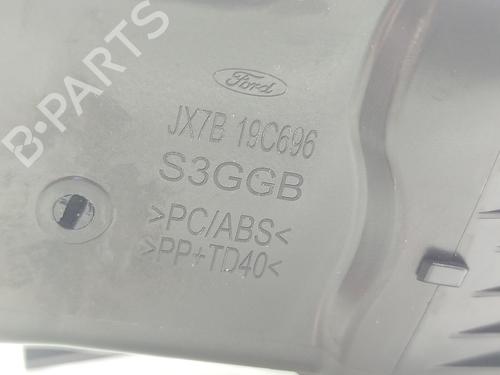 B-PARTS
Ford
JX7B 19C696
S3GGB
>PC/ABS<
>PP+TD40<